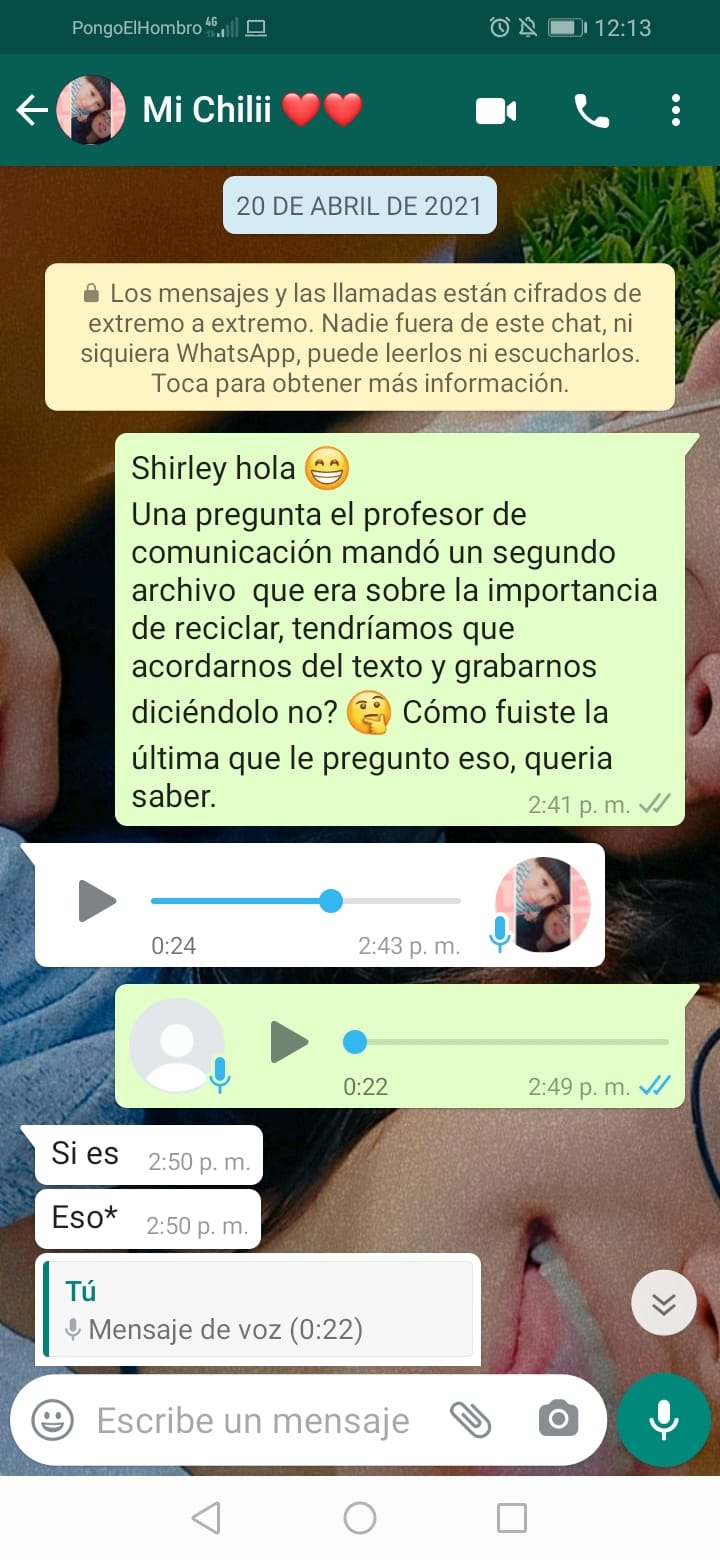 PongoElHombro 4G 12:13
Mi Chilii ❤️❤️
20 DE ABRIL DE 2021
Los mensajes y las llamadas están cifrados de
extremo a extremo. Nadie fuera de este chat, ni
siquiera WhatsApp, puede leerlos ni escucharlos.
Toca para obtener más información.
Shirley hola 😁
Una pregunta el profesor de
comunicación mandó un segundo
archivo  que era sobre la importancia
de reciclar, tendríamos que
acordarnos del texto y grabarnos
diciéndolo no? 🤔 Cómo fuiste la
última que le pregunto eso, queria
saber.
2:41 p. m.
0:24 2:43 p. m.
0:22 2:49 p. m.
Si es 2:50 p. m.
Eso* 2:50 p. m.
Tú
Mensaje de voz (0:22)
Escribe un mensaje